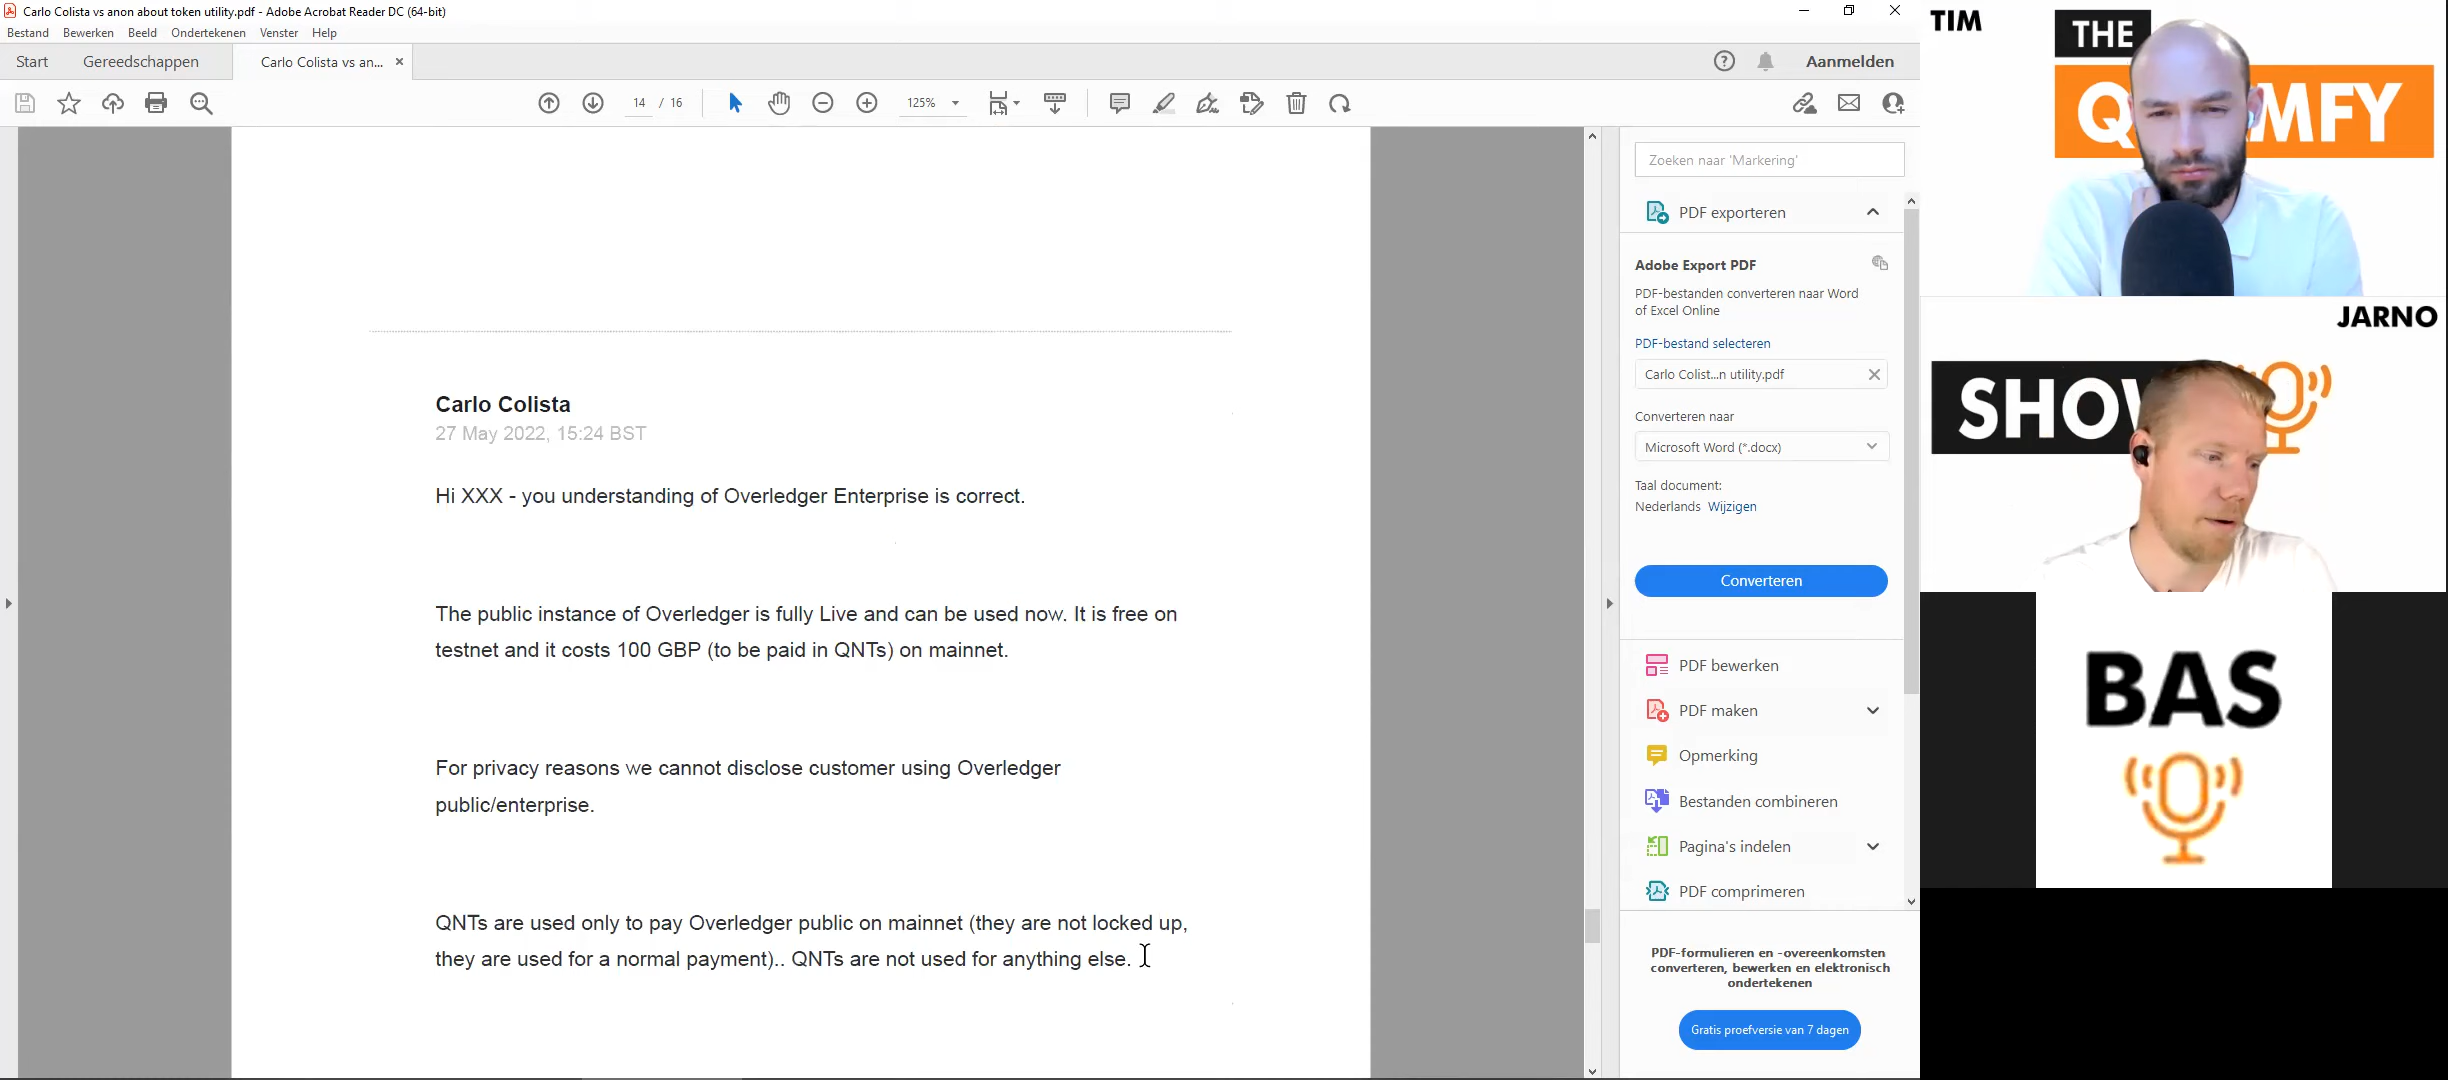 Carlo Colista vs anon about token utility.pdf - Adobe Acrobat Reader DC (64-bit)
Bestand Bewerken Beeld Ondertekenen Venster Help
Start Gereedschappen Carlo Colista vs an... Aanmelden
14 / 16 125%
Carlo Colista
27 May 2022, 15:24 BST
Hi XXX - you understanding of Overledger Enterprise is correct.
The public instance of Overledger is fully Live and can be used now. It is free on
testnet and it costs 100 GBP (to be paid in QNTs) on mainnet.
For privacy reasons we cannot disclose customer using Overledger
public/enterprise.
QNTs are used only to pay Overledger public on mainnet (they are not locked up,
they are used for a normal payment).. QNTs are not used for anything else.
Zoeken naar 'Markering'
PDF exporteren
Adobe Export PDF
PDF-bestanden converteren naar Word
of Excel Online
PDF-bestand selecteren
Carlo Colist...n utility.pdf
Converteren naar
Microsoft Word (*.docx)
Taal document:
Nederlands Wijzigen
Converteren
PDF bewerken
PDF maken
Opmerking
Bestanden combineren
Pagina's indelen
PDF comprimeren
PDF-formulieren en -overeenkomsten
converteren, bewerken en elektronisch
ondertekenen
Gratis proefversie van 7 dagen
TIM
THE
JARNO
BAS